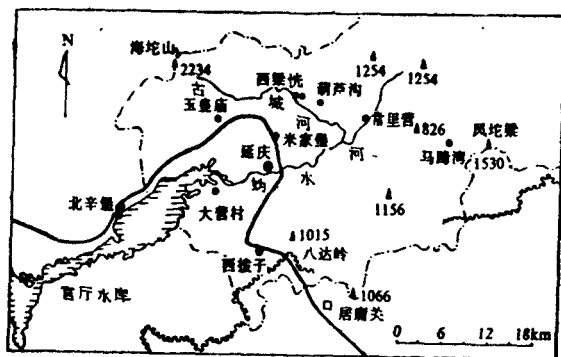 N
海坨山
2234
1254
1254
西梁垙
葫芦沟
古城河
玉皇庙
常里营
826
凤坨梁
米家堡
河
马蹄湾
1530
延庆
妫水
北辛堡
大营村
1156
1015
八达岭
西拨子
1066
居庸关
官厅水库
0 6 12 18km